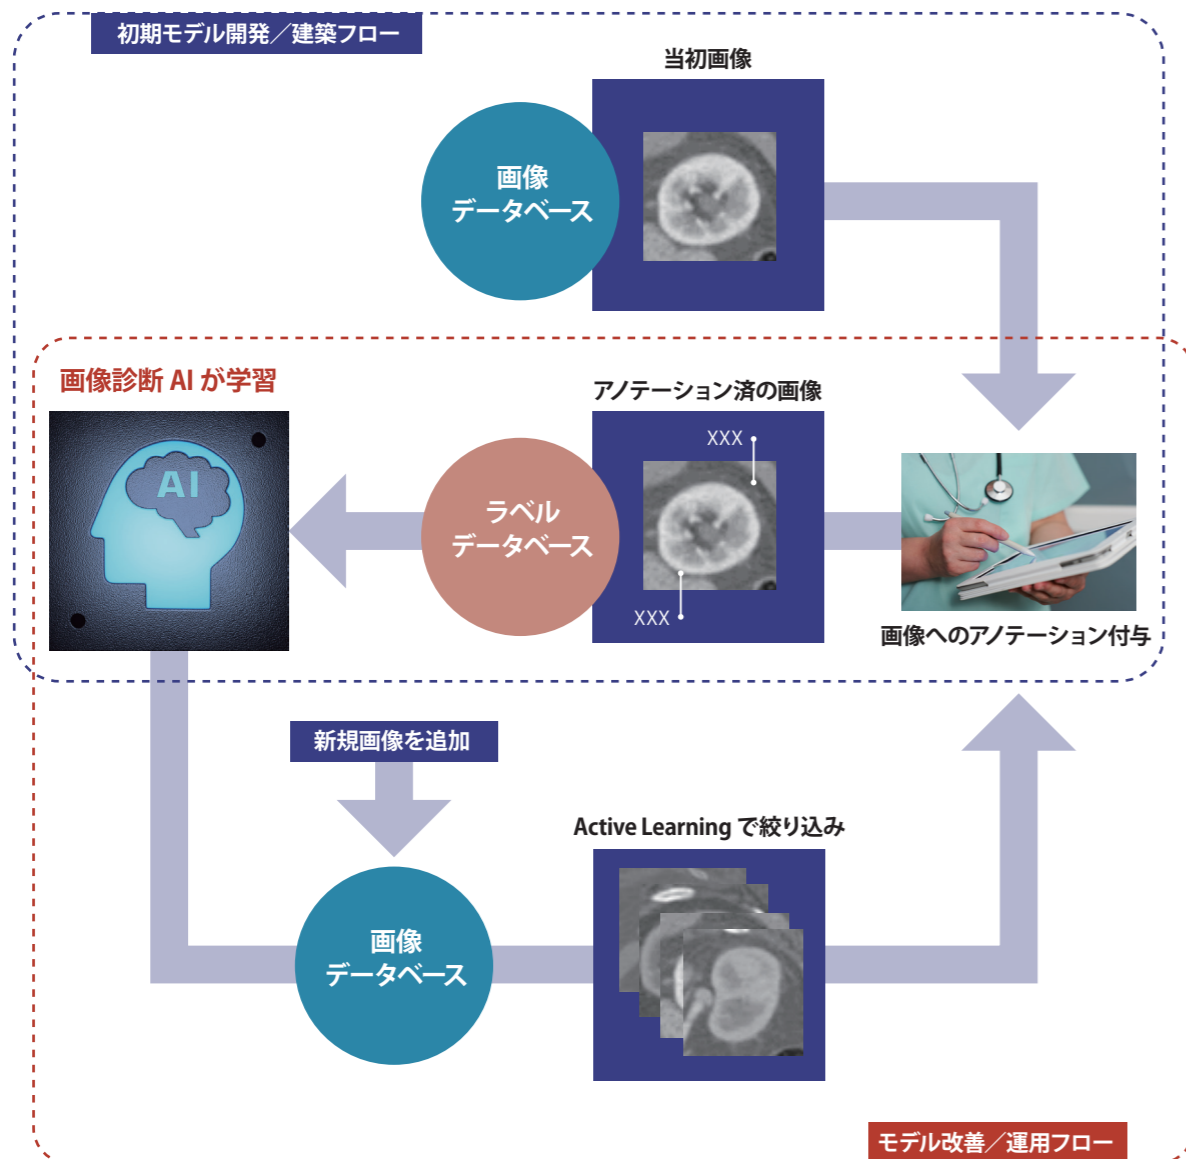 初期モデル開発／建築フロー
当初画像
画像
データベース
画像診断 AI が学習
アノテーション済の画像
AI
XXX
ラベル
データベース
XXX
画像へのアノテーション付与
新規画像を追加
Active Learning で絞り込み
画像
データベース
モデル改善／運用フロー